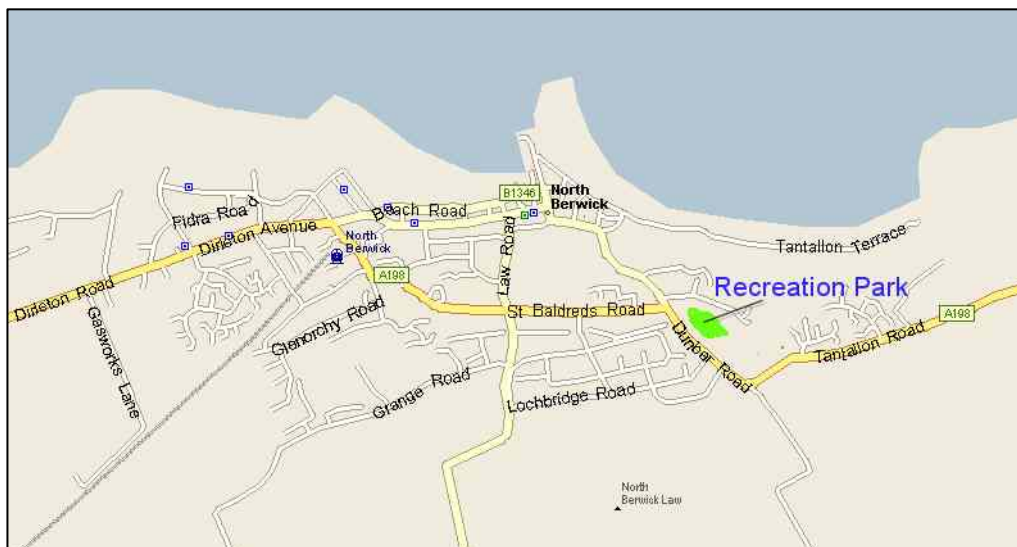 B1346
North
Berwick
Fidra Road
Beach Road
Dirleton Avenue
North
Berwick
Law Road
Tantallon Terrace
A198
Recreation Park
Dirleton Road
St Baldreds Road
A198
Gasworks Lane
Glenorchy Road
Dunbar Road
Tantallon Road
Grange Road
Lochbridge Road
North
Berwick Law